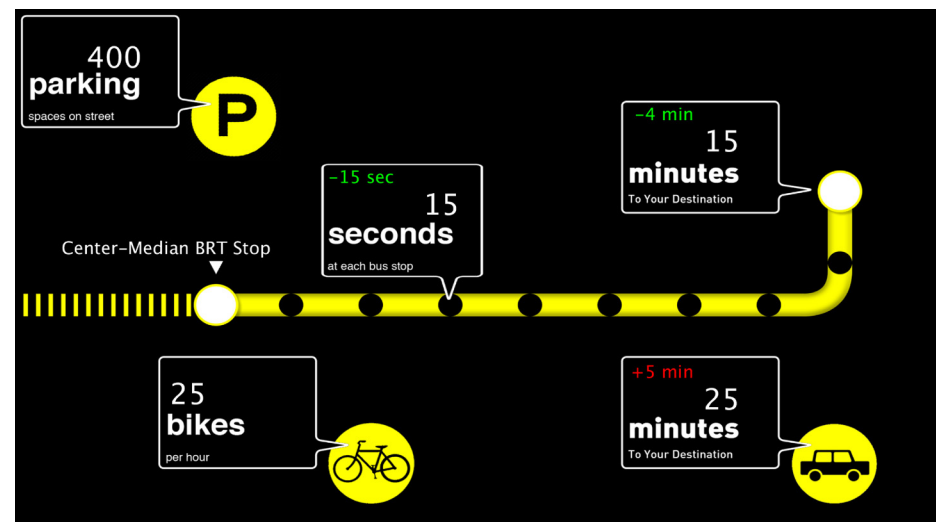 400
parking
spaces on street
P
-4 min
15
minutes
To Your Destination
-15 sec
15
seconds
at each bus stop
Center-Median BRT Stop
25
bikes
per hour
+5 min
25
minutes
To Your Destination